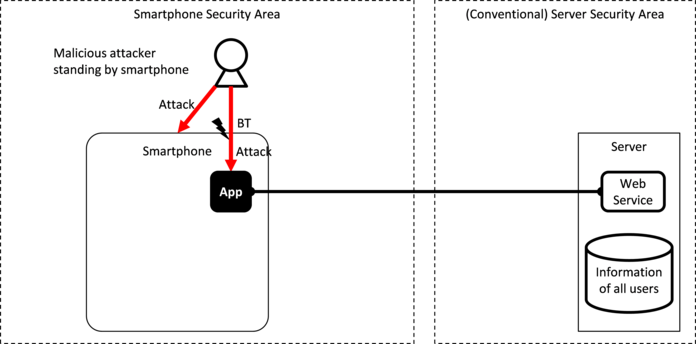 Smartphone Security Area
(Conventional) Server Security Area
Malicious attacker
standing by smartphone
Attack
BT
Smartphone
Attack
Server
App
Web
Service
Information
of all users